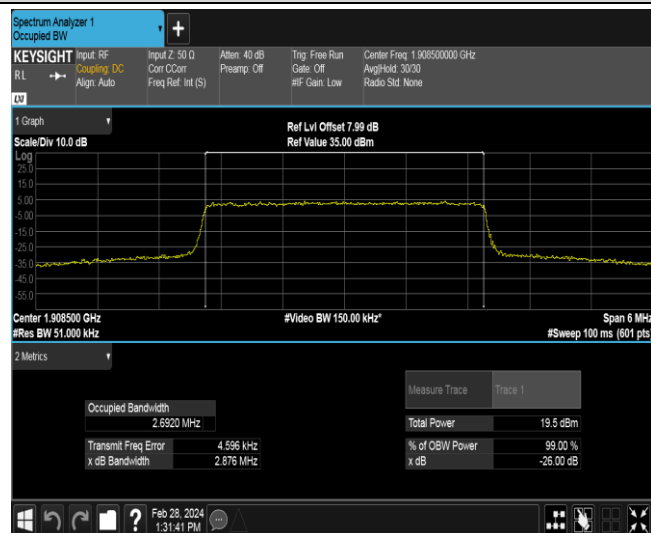 Spectrum Analyzer 1
Occupied BW
+
KEYSIGHT Input: RF Input Z: 50 Ω Atten: 40 dB Trig: Free Run Center Freq: 1.908500000 GHz
RL Coupling: DC Corr CCorr Preamp: Off Gate: Off Avg|Hold: 30/30
Align: Auto Freq Ref: Int (S) #IF Gain: Low Radio Std: None
LXI
1 Graph Ref Lvl Offset 7.99 dB
Scale/Div 10.0 dB Ref Value 35.00 dBm
Log
25.0
15.0
5.00
-5.00
-15.0
-25.0
-35.0
-45.0
-55.0
Center 1.908500 GHz #Video BW 150.00 kHz* Span 6 MHz
#Res BW 51.000 kHz #Sweep 100 ms (601 pts)
2 Metrics
Measure Trace Trace 1
Occupied Bandwidth
2.6920 MHz Total Power 19.5 dBm
Transmit Freq Error 4.596 kHz % of OBW Power 99.00 %
x dB Bandwidth 2.876 MHz x dB -26.00 dB
? Feb 28, 2024
1:31:41 PM